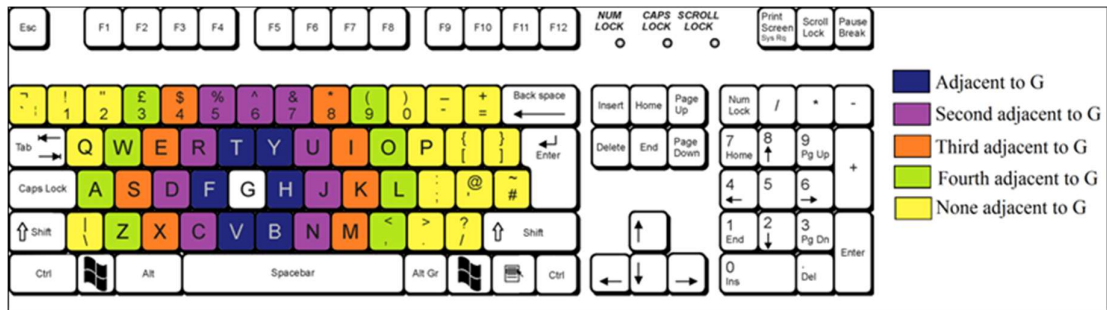 Esc F1 F2 F3 F4 F5 F6 F7 F8 F9 F10 F11 F12 NUM LOCK CAPS LOCK SCROLL LOCK Print Screen Sys Rq Scroll Lock Pause Break
Adjacent to G
Second adjacent to G
Third adjacent to G
Fourth adjacent to G
None adjacent to G
¬ ` ¦ ! 1 " 2 £ 3 $ 4 % 5 ^ 6 & 7 * 8 ( 9 ) 0 – - + = Back space Insert Home Page Up Num Lock / * -
Tab Q W E R T Y U I O P { [ } ] Enter Delete End Page Down 7 Home 8 9 Pg Up +
Caps Lock A S D F G H J K L : ; @ ' ~ # 4 5 6
Shift | \ Z X C V B N M < , > . ? / Shift 1 End 2 3 Pg Dn Enter
Ctrl Alt Spacebar Alt Gr Ctrl 0 Ins . Del